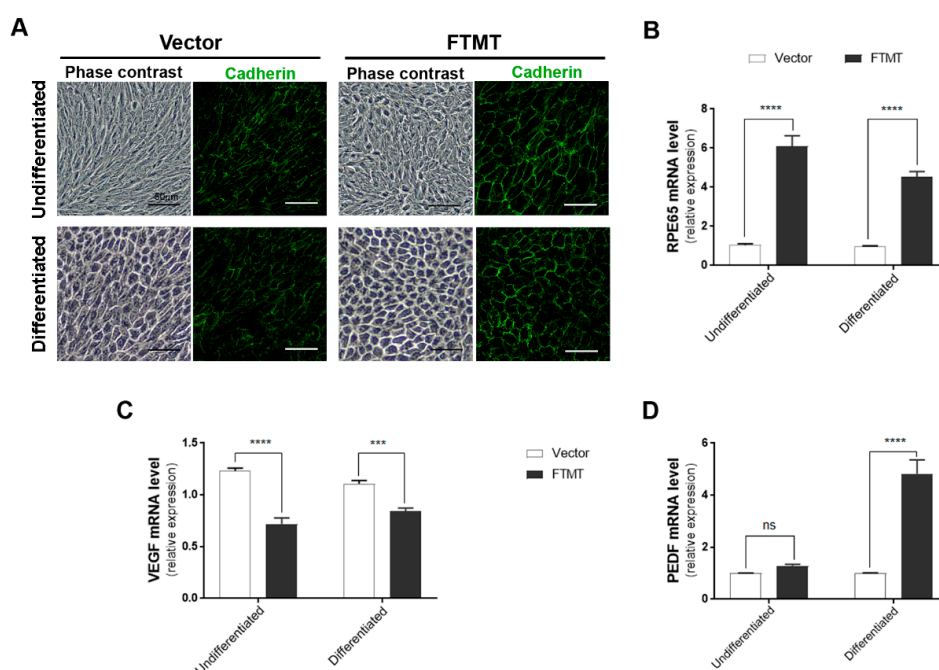 A
Vector
FTMT
Phase contrast
Cadherin
Phase contrast
Cadherin
Undifferentiated
Differentiated
B
Vector
FTMT
RPE65 mRNA level
(relative expression)
8
6
4
2
0
****
****
Undifferentiated
Differentiated
C
VEGF mRNA level
(relative expression)
1.5
1.0
0.5
0.0
****
***
Vector
FTMT
Undifferentiated
Differentiated
D
PEDF mRNA level
(relative expression)
6
4
2
0
ns
****
Undifferentiated
Differentiated